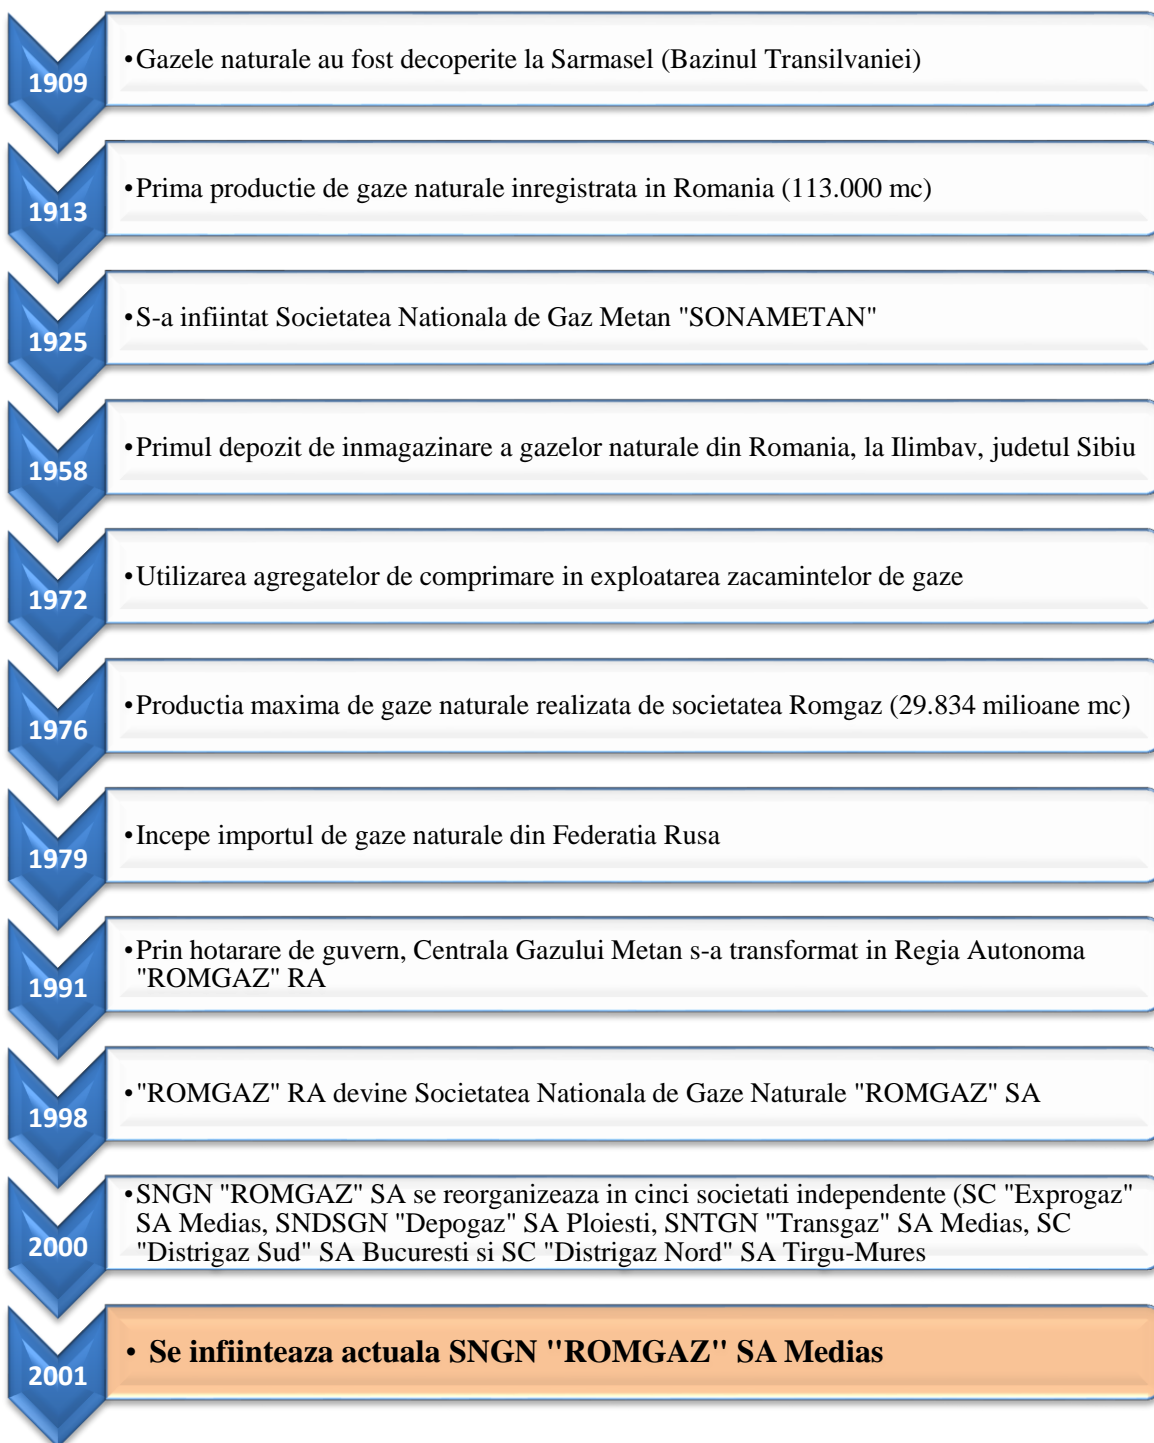 1909
•Gazele naturale au fost decoperite la Sarmasel (Bazinul Transilvaniei)
1913
•Prima productie de gaze naturale inregistrata in Romania (113.000 mc)
1925
•S-a infiintat Societatea Nationala de Gaz Metan "SONAMETAN"
1958
•Primul depozit de inmagazinare a gazelor naturale din Romania, la Ilimbav, judetul Sibiu
1972
•Utilizarea agregatelor de comprimare in exploatarea zacamintelor de gaze
1976
•Productia maxima de gaze naturale realizata de societatea Romgaz (29.834 milioane mc)
1979
•Incepe importul de gaze naturale din Federatia Rusa
1991
•Prin hotarare de guvern, Centrala Gazului Metan s-a transformat in Regia Autonoma
"ROMGAZ" RA
1998
•"ROMGAZ" RA devine Societatea Nationala de Gaze Naturale "ROMGAZ" SA
2000
•SNGN "ROMGAZ" SA se reorganizeaza in cinci societati independente (SC "Exprogaz"
SA Medias, SNDSGN "Depogaz" SA Ploiesti, SNTGN "Transgaz" SA Medias, SC
"Distrigaz Sud" SA Bucuresti si SC "Distrigaz Nord" SA Tirgu-Mures
2001
• Se infiinteaza actuala SNGN "ROMGAZ" SA Medias